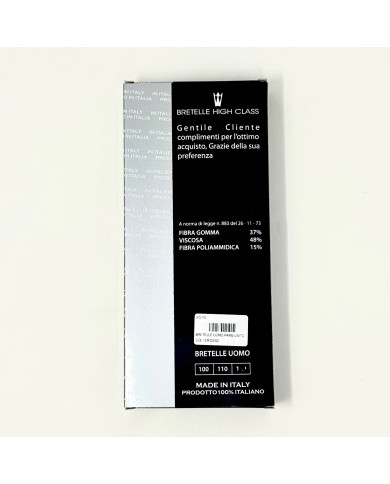 BRETELLE HIGH CLASS
Gentile Cliente
complimenti per l'ottimo
acquisto, Grazie della sua
preferenza
A norma di legge n. 883 del 26 - 11 - 73
FIBRA GOMMA 37%
VISCOSA 48%
FIBRA POLIAMMIDICA 15%
BRETELLE UOMO
BRETELLE UOMO
100 110
MADE IN ITALY
PRODOTTO 100% ITALIANO